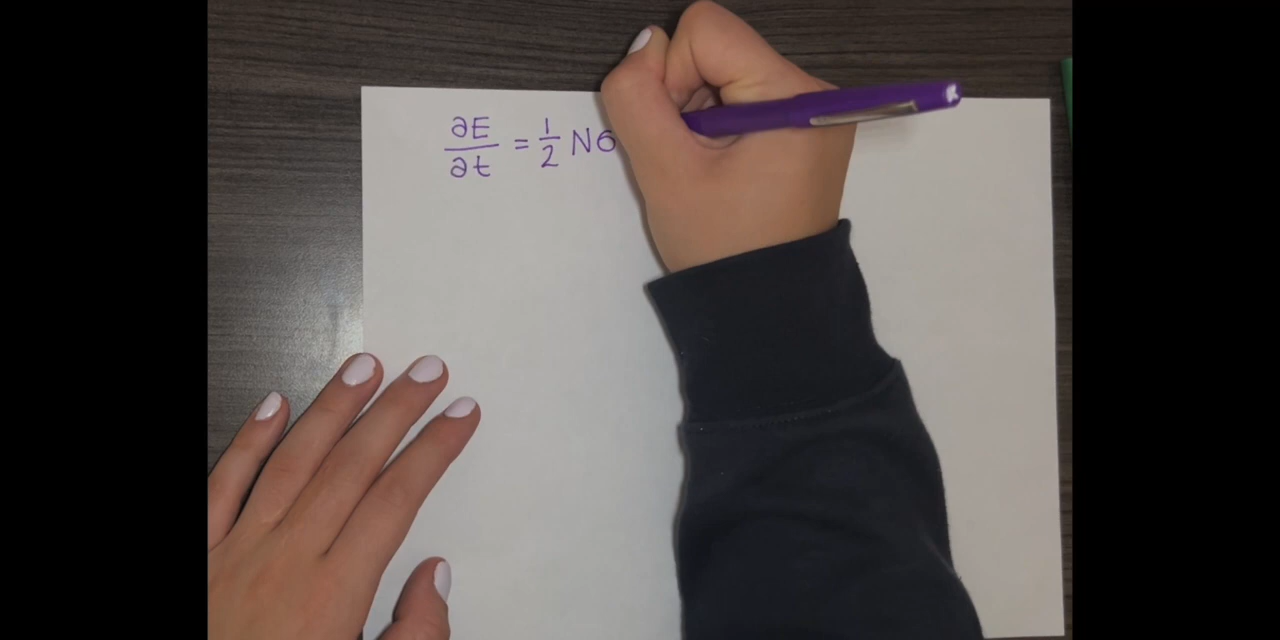 ∂E/∂t = 1/2 Nσ